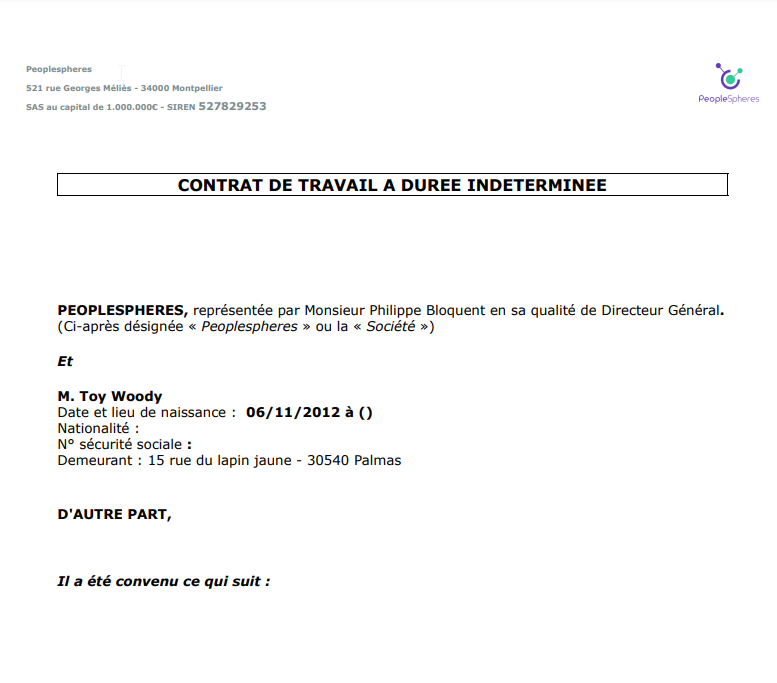 Peoplespheres
521 rue Georges Méliès - 34000 Montpellier
SAS au capital de 1.000.000€ - SIREN 527829253
PeopleSpheres
CONTRAT DE TRAVAIL A DUREE INDETERMINEE
PEOPLESPHERES, représentée par Monsieur Philippe Bloquent en sa qualité de Directeur Général.
(Ci-après désignée « Peoplespheres » ou la « Société »)
Et
M. Toy Woody
Date et lieu de naissance : 06/11/2012 à ()
Nationalité :
N° sécurité sociale :
Demeurant : 15 rue du lapin jaune - 30540 Palmas
D'AUTRE PART,
Il a été convenu ce qui suit :